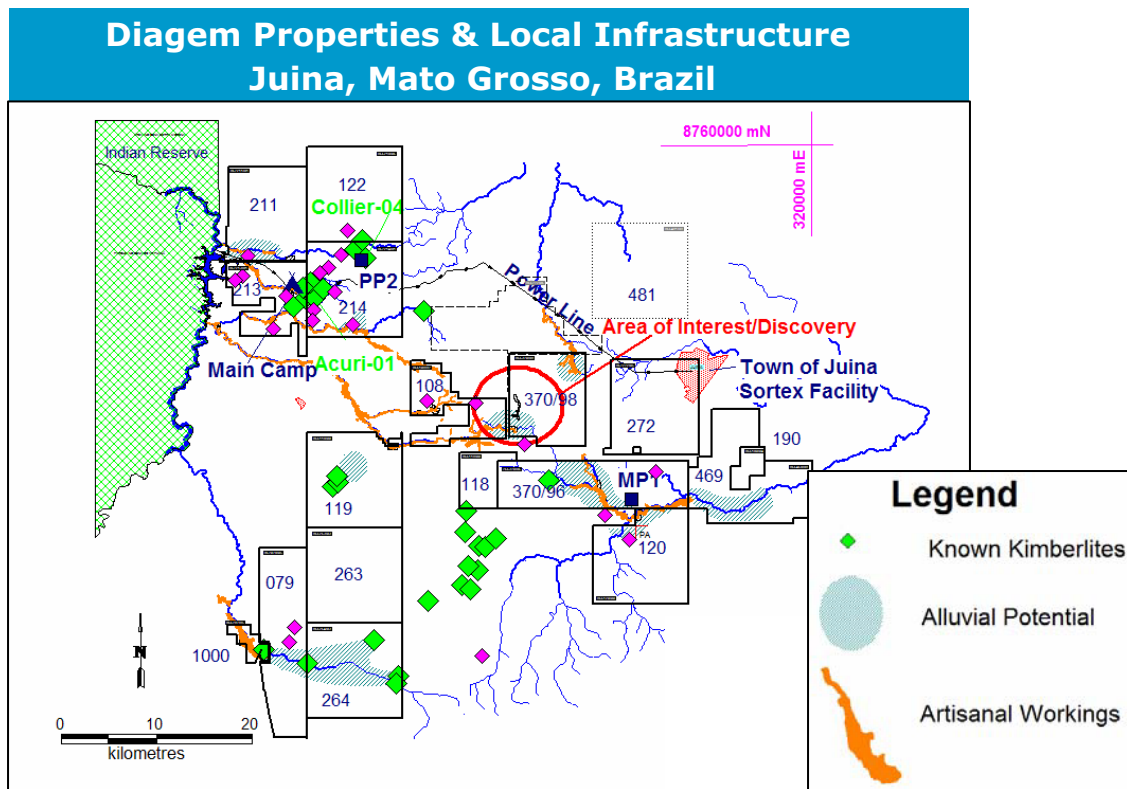 Diagem Properties & Local Infrastructure
Juina, Mato Grosso, Brazil
8760000 mN
320000 mE
Indian Reserve
211
122
Collier-04
PP2
213
214
481
Power Line
Area of Interest/Discovery
Main Camp
Acuri-01
108
370/98
Town of Juina
Sortex Facility
272
190
469
118
370/96
MP1
119
PA
120
079
263
1000
264
N
0 10 20
kilometres
Legend
Known Kimberlites
Alluvial Potential
Artisanal Workings